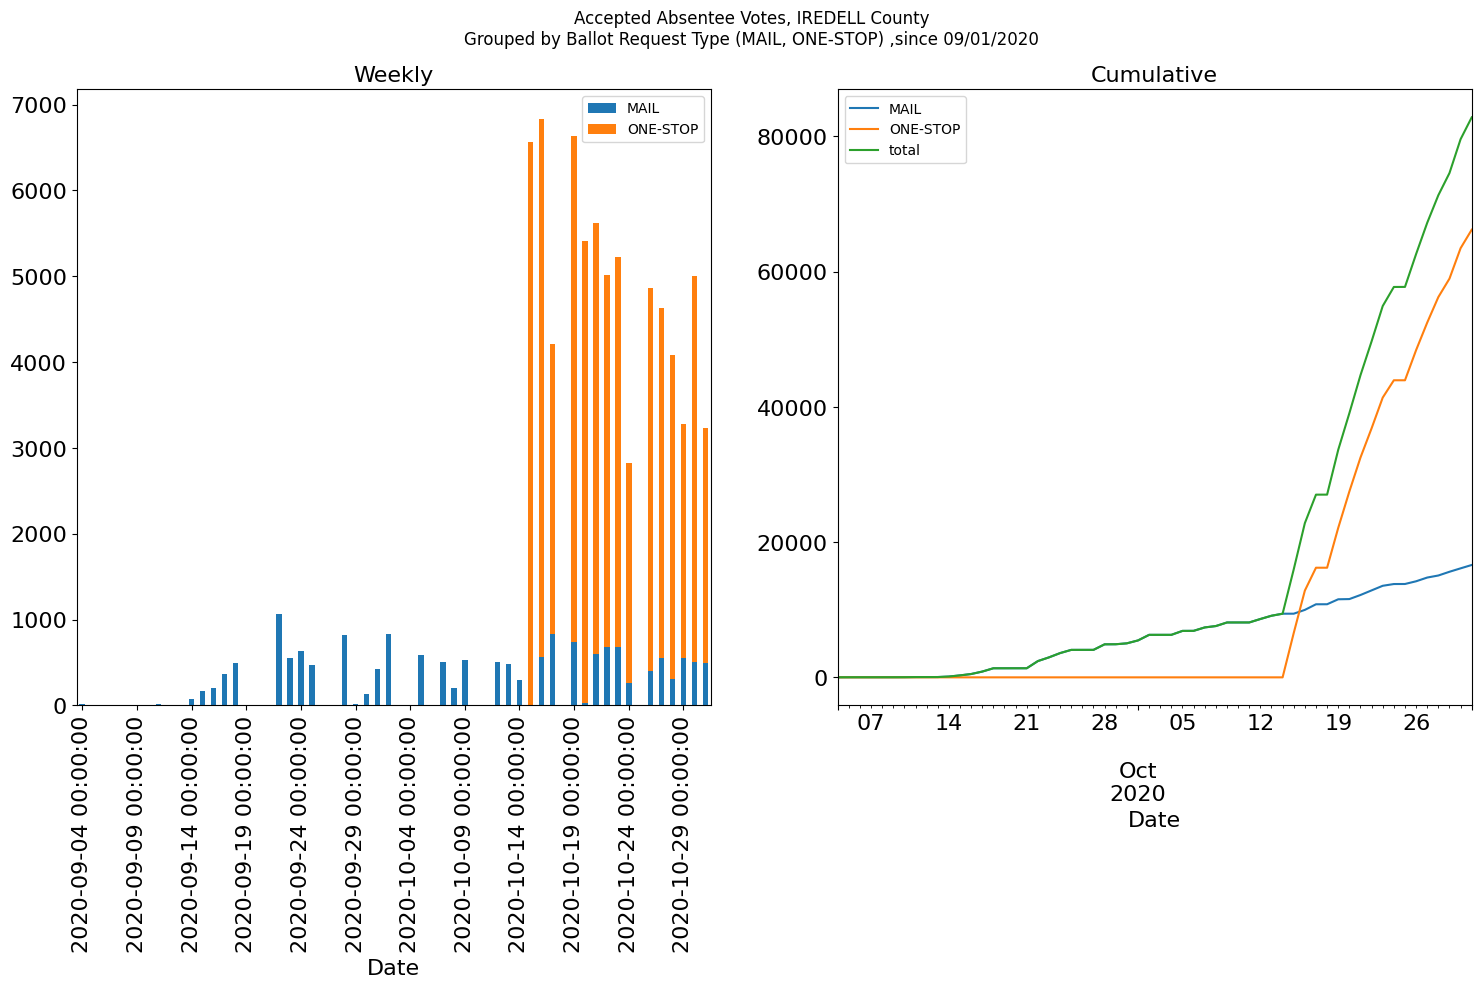 Accepted Absentee Votes, IREDELL County
Grouped by Ballot Request Type (MAIL, ONE-STOP) ,since 09/01/2020
Weekly
7000
6000
5000
4000
3000
2000
1000
0
MAIL
ONE-STOP
2020-09-04 00:00:00
2020-09-09 00:00:00
2020-09-14 00:00:00
2020-09-19 00:00:00
2020-09-24 00:00:00
2020-09-29 00:00:00
2020-10-04 00:00:00
2020-10-09 00:00:00
2020-10-14 00:00:00
2020-10-19 00:00:00
2020-10-24 00:00:00
2020-10-29 00:00:00
Date
Cumulative
MAIL
ONE-STOP
total
80000
60000
40000
20000
0
07 14 21 28 05 12 19 26
Oct
2020
Date